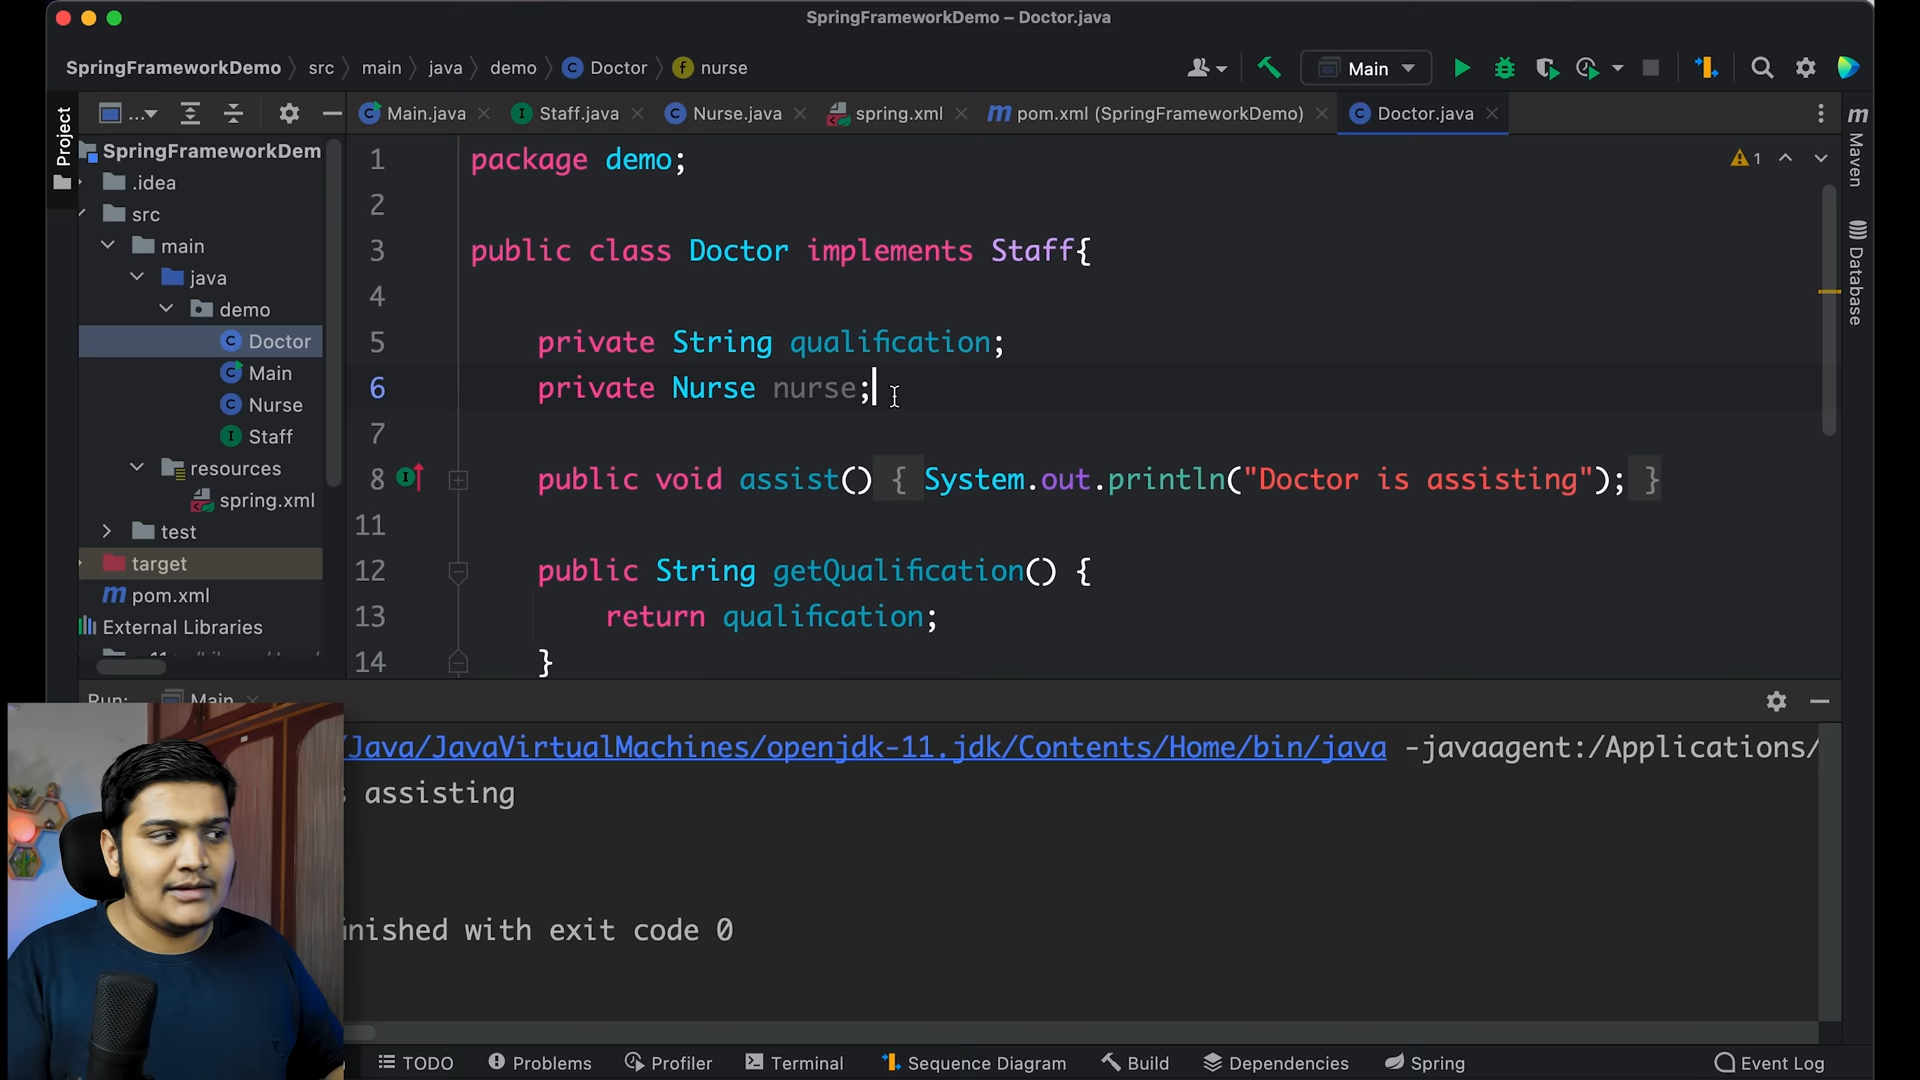 SpringFrameworkDemo – Doctor.java
SpringFrameworkDemo 〉 src 〉 main 〉 java 〉 demo 〉 C Doctor 〉 f nurse
Main
Project
...
Main.java
Staff.java
Nurse.java
spring.xml
pom.xml (SpringFrameworkDemo)
Doctor.java
SpringFrameworkDem
.idea
src
main
java
demo
Doctor
Main
Nurse
Staff
resources
spring.xml
test
target
pom.xml
External Libraries
1 package demo;
2
3 public class Doctor implements Staff{
4
5 private String qualification;
6 private Nurse nurse;
7
8 public void assist() { System.out.println("Doctor is assisting"); }
11
12 public String getQualification() {
13 return qualification;
14 }
1
Maven
Database
Run: Main
/Java/JavaVirtualMachines/openjdk-11.jdk/Contents/Home/bin/java -javaagent:/Applications/
assisting
inished with exit code 0
TODO
Problems
Profiler
Terminal
Sequence Diagram
Build
Dependencies
Spring
Event Log